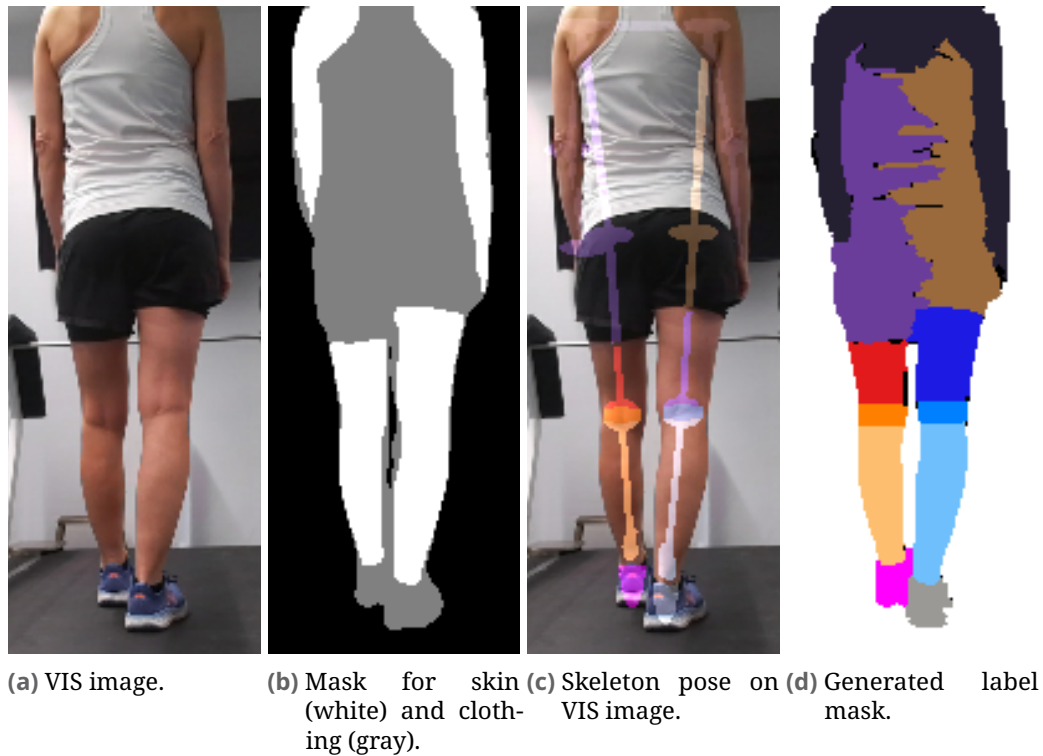 (a) VIS image.
(b) Mask for skin
(white) and cloth-
ing (gray).
(c) Skeleton pose on
VIS image.
(d) Generated label
mask.